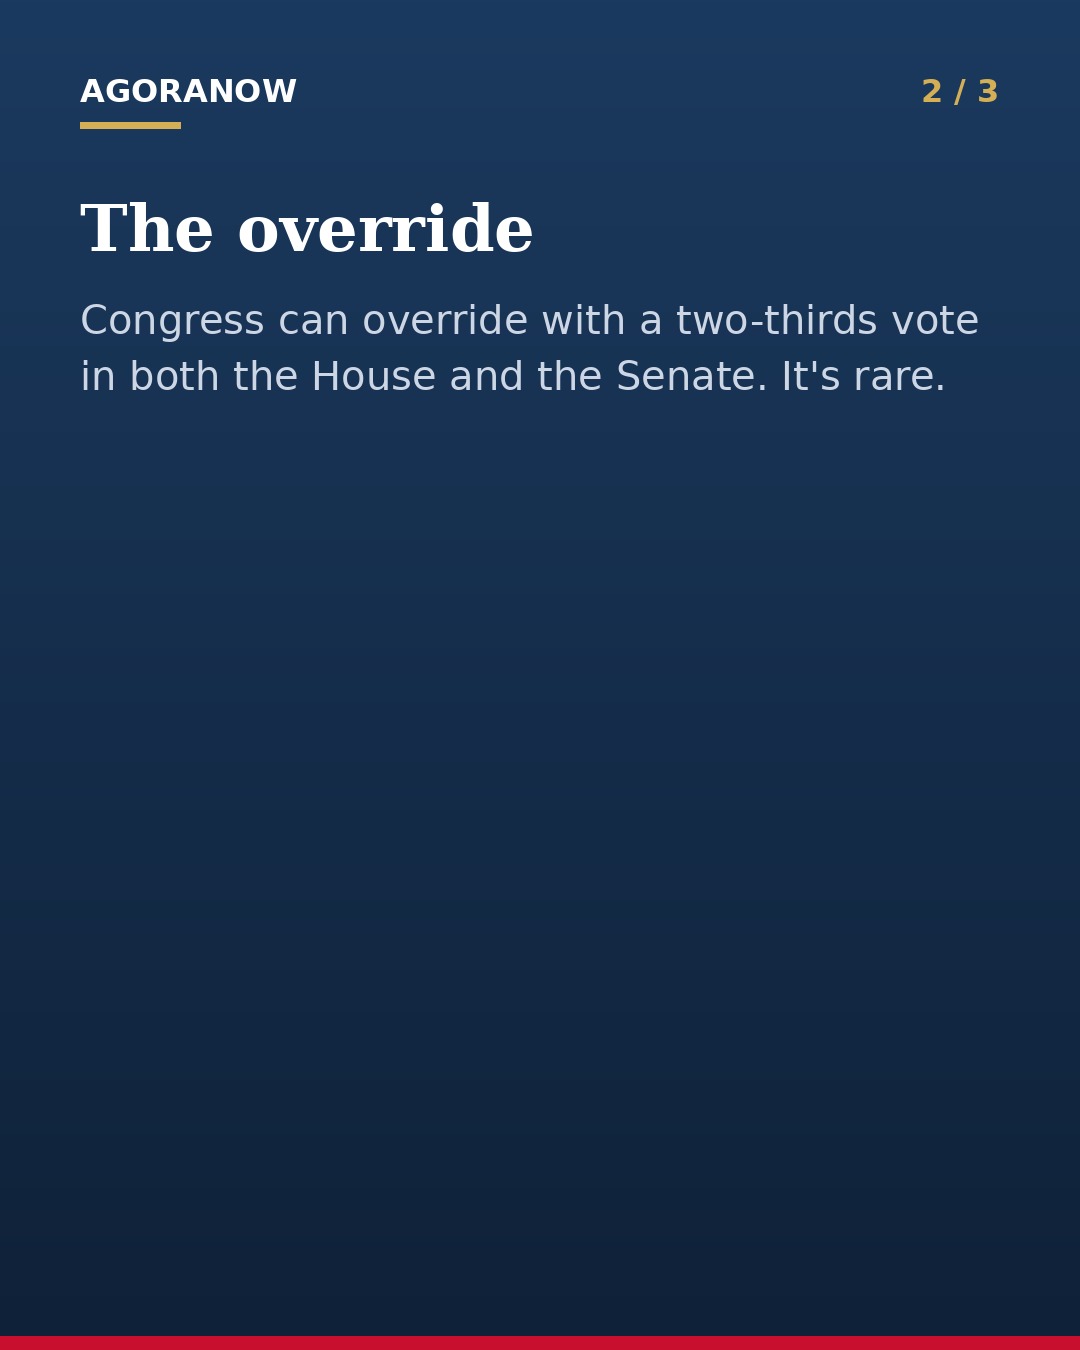 AGORANOW
2 / 3
The override
Congress can override with a two-thirds vote
in both the House and the Senate. It's rare.